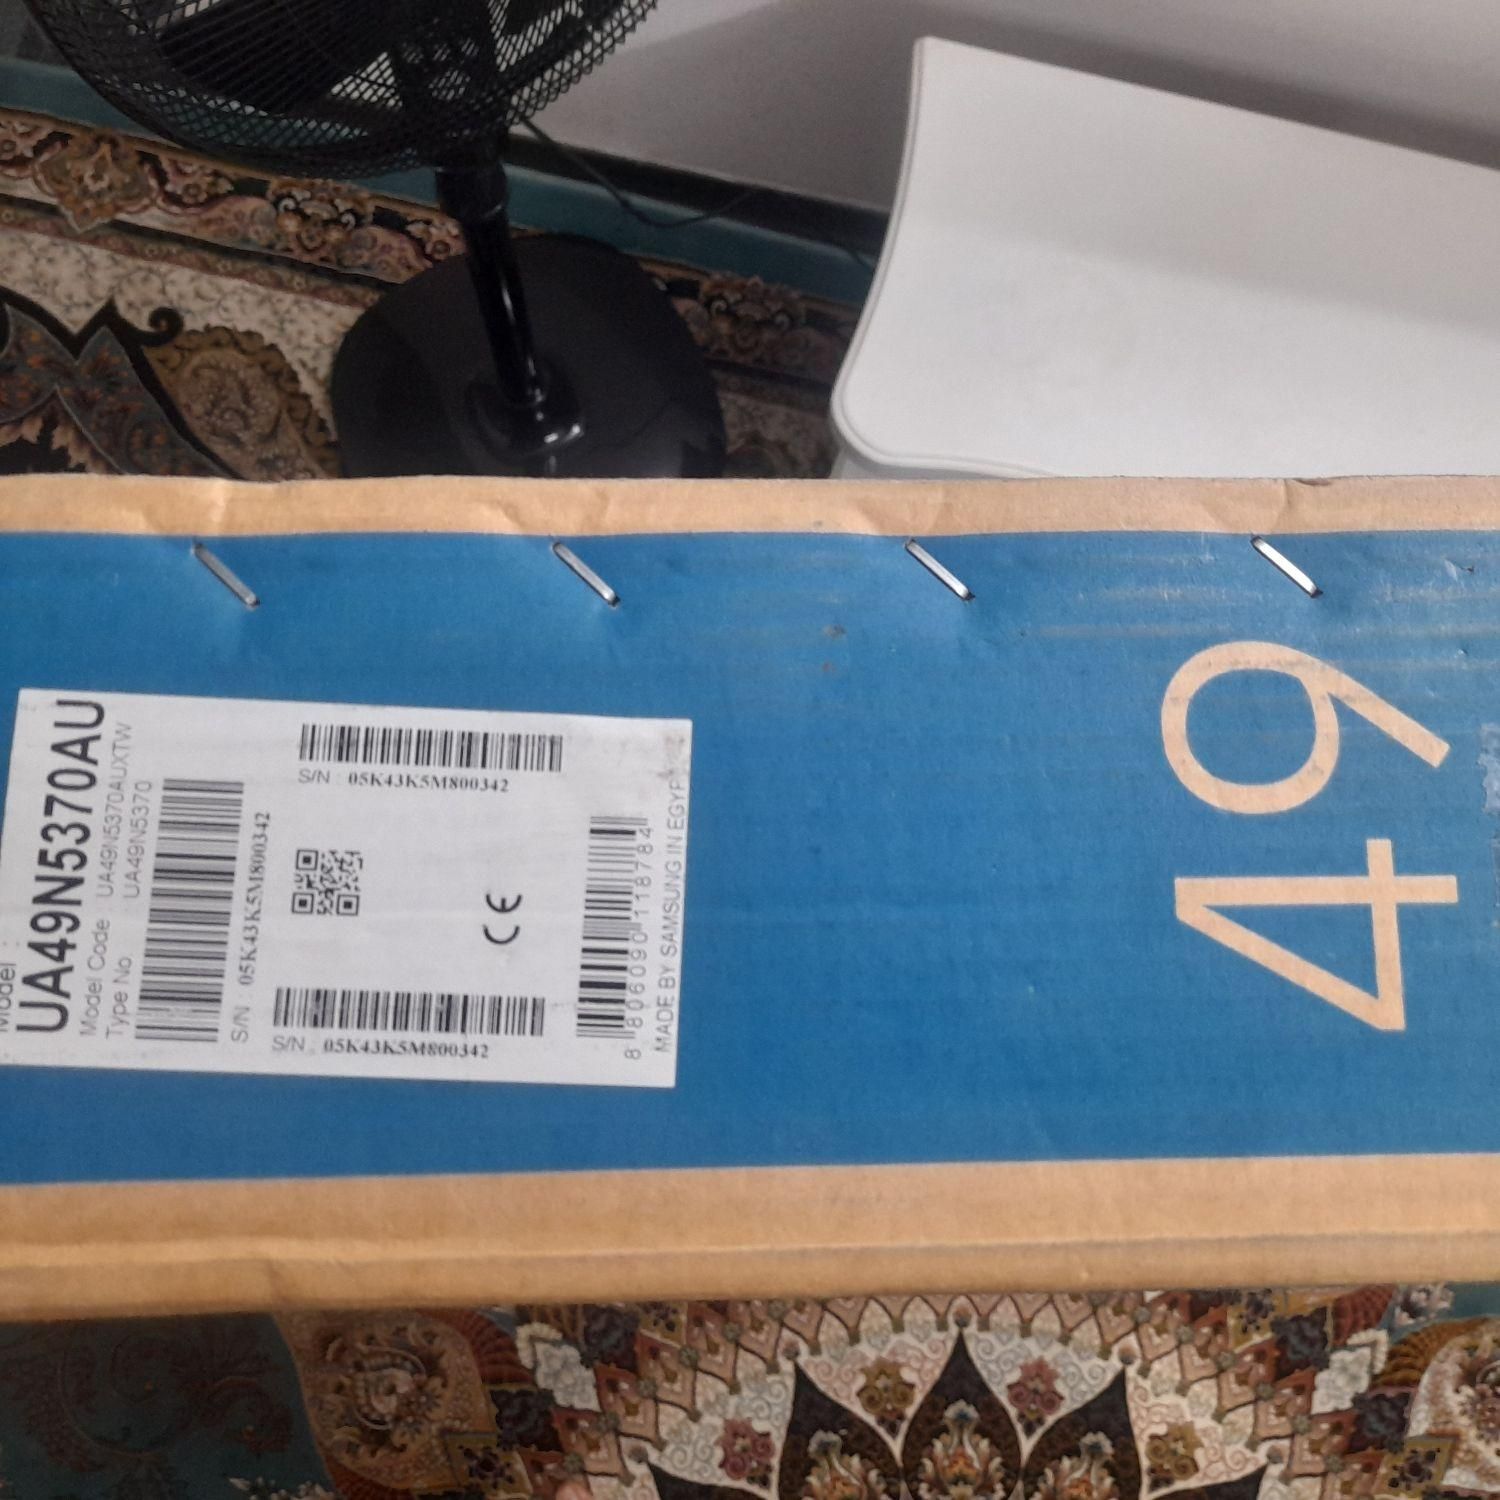 Model :
UA49N5370AU
Model Code : UA49N5370AUXTW
Type No : UA49N5370
S/N : 05K43K5M800342
S/N : 05K43K5M800342
S/N : 05K43K5M800342
CE
8 806090 118784
MADE BY SAMSUNG IN EGYPT
49